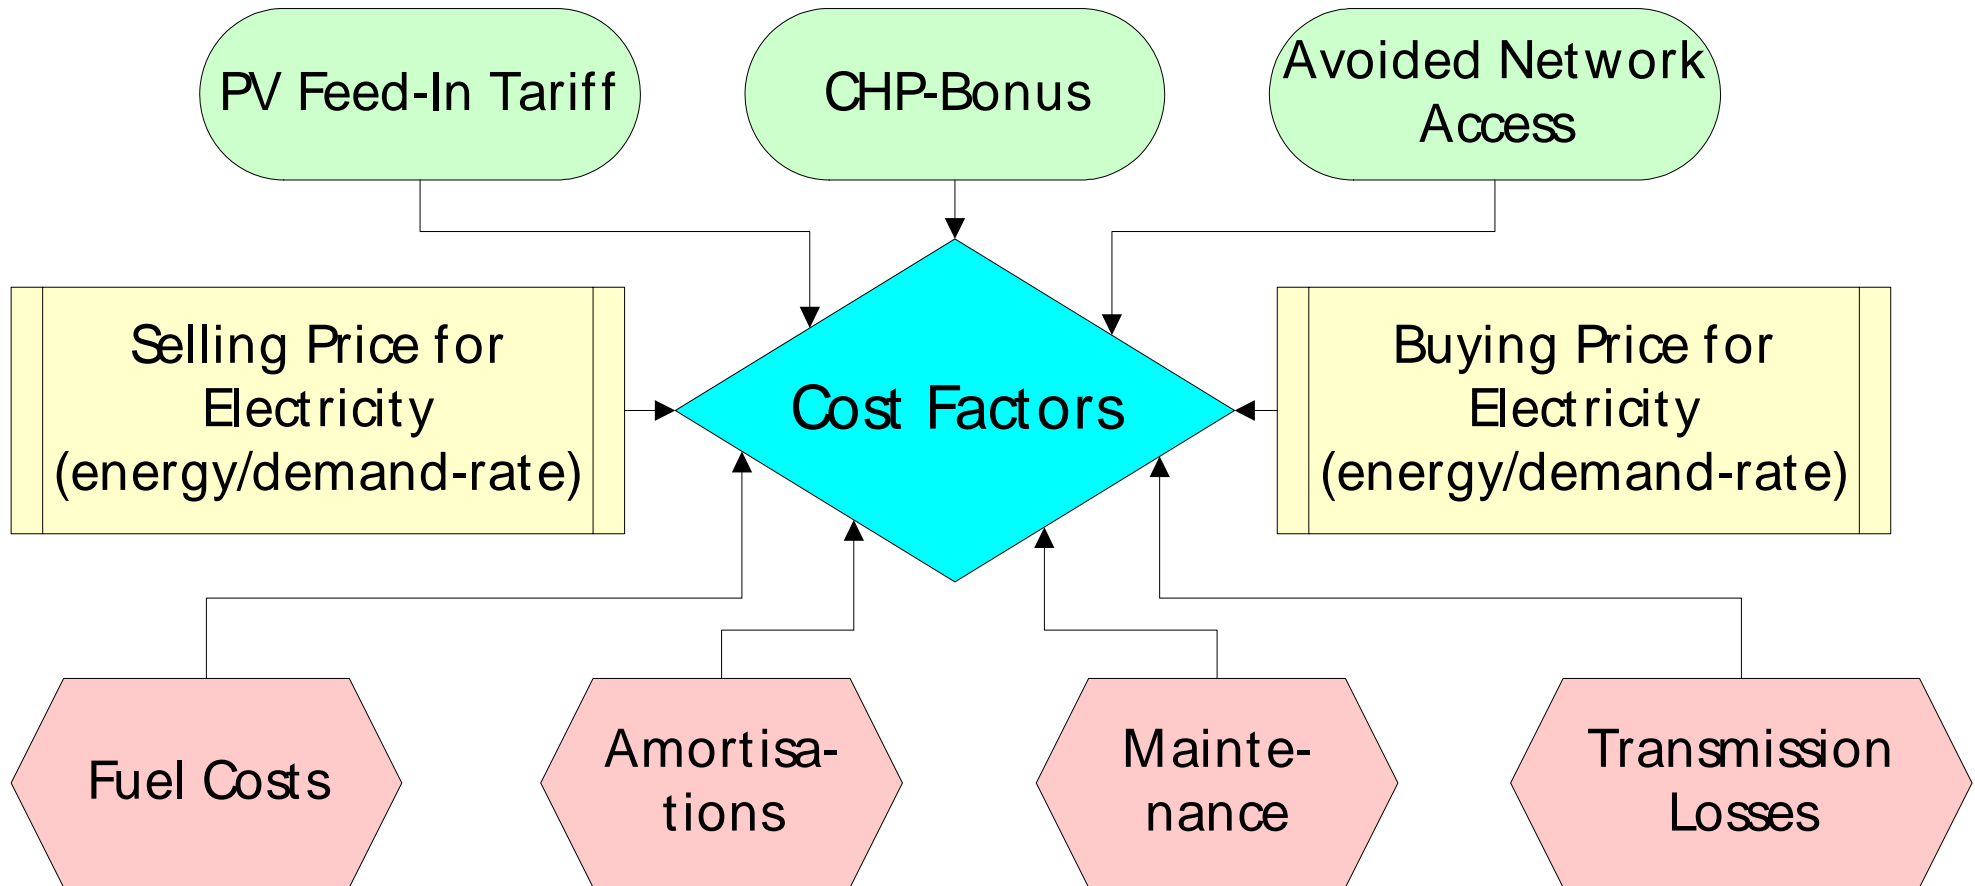 PV Feed-In Tariff
CHP-Bonus
Avoided Network
Access
Selling Price for
Electricity
(energy/demand-rate)
Cost Factors
Buying Price for
Electricity
(energy/demand-rate)
Fuel Costs
Amortisa-
tions
Mainte-
nance
Transmission
Losses